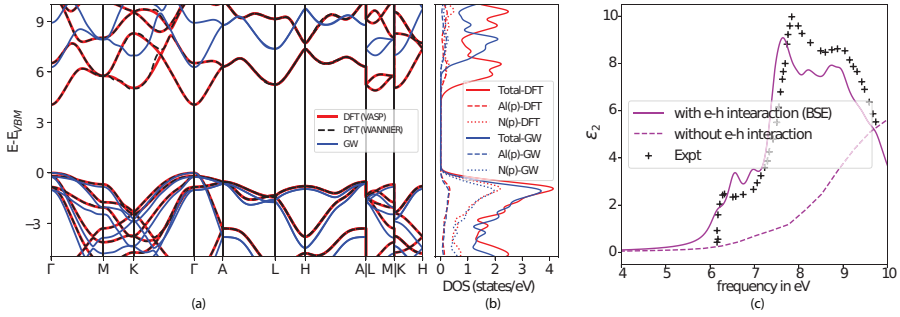 E-E_VBM
9
6
3
0
-3
DFT (VASP)
DFT (WANNIER)
GW
Γ M K Γ A L H A|L M|K H
(a)
Total-DFT
Al(p)-DFT
N(p)-DFT
Total-GW
Al(p)-GW
N(p)-GW
0 1 2 3 4
DOS (states/eV)
(b)
ε₂
10
8
6
4
2
0
with e-h intearaction (BSE)
without e-h interaction
Expt
4 5 6 7 8 9 10
frequency in eV
(c)